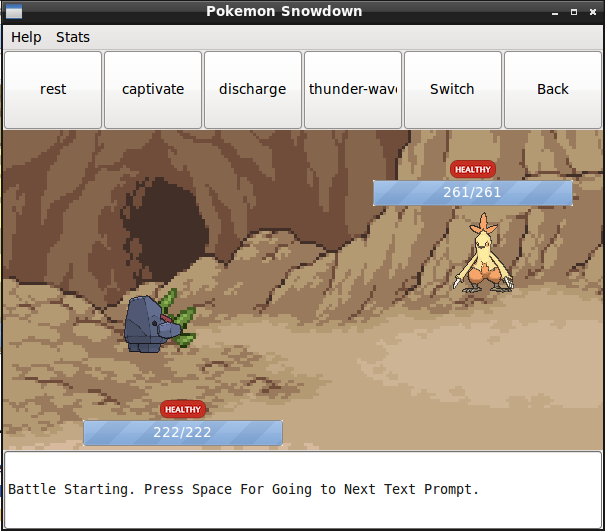 Pokemon Snowdown
Help Stats
rest captivate discharge thunder-wav Switch Back
HEALTHY
261/261
HEALTHY
222/222
Battle Starting. Press Space For Going to Next Text Prompt.